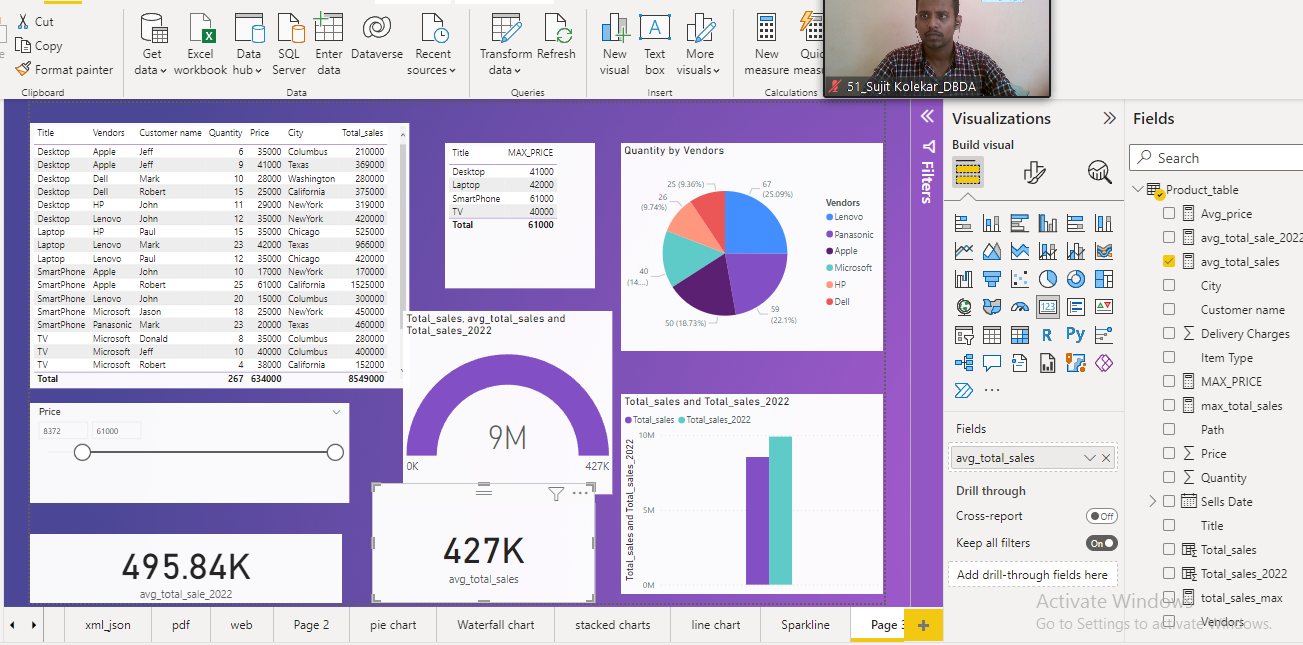 Cut
Copy
Format painter
Clipboard
Get data
Excel workbook
Data hub
SQL Server
Enter data
Dataverse
Recent sources
Data
Transform data
Refresh
Queries
New visual
Text box
More visuals
Insert
New measure
Calculations
51_Sujit Kolekar_DBDA
Title Vendors Customer name Quantity Price City Total_sales
Desktop Apple Jeff 6 35000 Columbus 210000
Desktop Apple Jeff 9 41000 Texas 369000
Desktop Dell Mark 10 28000 Washington 280000
Desktop Dell Robert 15 25000 California 375000
Desktop HP John 11 29000 NewYork 319000
Desktop Lenovo John 12 35000 NewYork 420000
Laptop HP Paul 15 35000 Chicago 525000
Laptop Lenovo Mark 23 42000 Texas 966000
Laptop Lenovo Paul 12 35000 Chicago 420000
SmartPhone Apple John 10 17000 NewYork 170000
SmartPhone Apple Robert 25 61000 California 1525000
SmartPhone Lenovo John 20 15000 Columbus 300000
SmartPhone Microsoft Jason 18 25000 NewYork 450000
SmartPhone Panasonic Mark 23 20000 Texas 460000
TV Microsoft Donald 8 35000 Columbus 280000
TV Microsoft Jeff 10 40000 Columbus 400000
TV Microsoft Robert 4 38000 California 152000
Total 267 634000 8549000
Title MAX_PRICE
Desktop 41000
Laptop 42000
SmartPhone 61000
TV 40000
Total 61000
Quantity by Vendors
25 (9.36%)
67
(25.09%)
26
(9.74%)
40
(14...)
50 (18.73%)
59
(22.1%)
Vendors
Lenovo
Panasonic
Apple
Microsoft
HP
Dell
Total_sales, avg_total_sales and
Total_sales_2022
9M
0K 427K
Price
8372 61000
495.84K
avg_total_sale_2022
427K
avg_total_sales
Total_sales and Total_sales_2022
Total_sales Total_sales_2022
Total_sales and Total_sales_2022
10M
5M
0M
Filters
Visualizations
Build visual
123
R
Py
Fields
avg_total_sales
Drill through
Cross-report Off
Keep all filters On
Add drill-through fields here
Fields
Search
Product_table
Avg_price
avg_total_sale_2022
avg_total_sales
City
Customer name
Delivery Charges
Item Type
MAX_PRICE
max_total_sales
Path
Price
Quantity
Sells Date
Title
Total_sales
Total_sales_2022
total_sales_max
Vendors
Activate Windows
Go to Settings to activate Windows.
xml_json
pdf
web
Page 2
pie chart
Waterfall chart
stacked charts
line chart
Sparkline
Page 3